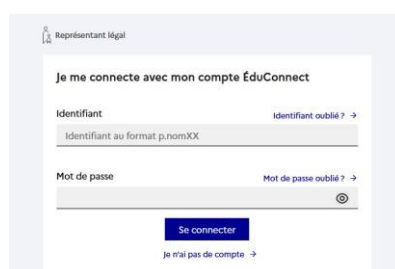 Représentant légal
Je me connecte avec mon compte ÉduConnect
Identifiant Identifiant oublié ? →
Identifiant au format p.nomXX
Mot de passe Mot de passe oublié ? →
Se connecter
Je n'ai pas de compte →